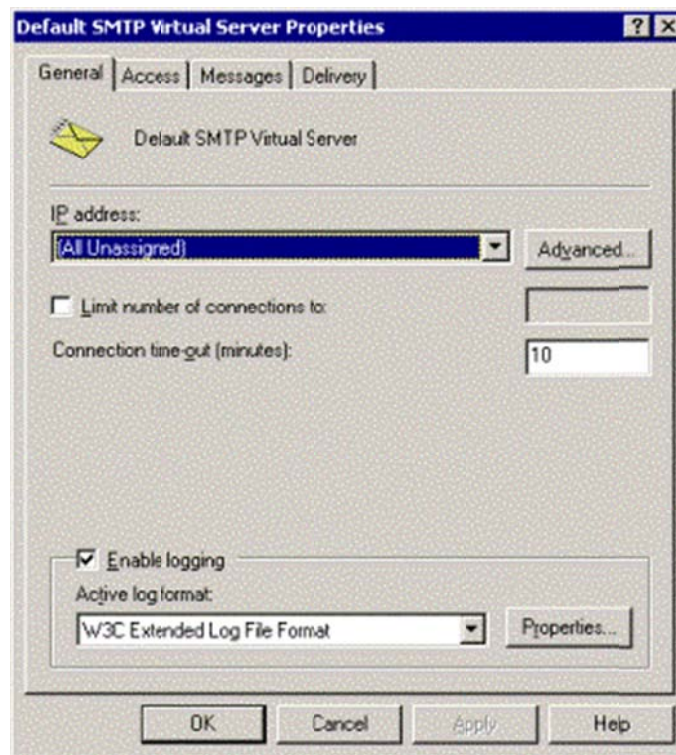 Default SMTP Virtual Server Properties
General Access Messages Delivery
Default SMTP Virtual Server
IP address:
(All Unassigned) Advanced...
Limit number of connections to:
Connection time-out (minutes): 10
Enable logging
Active log format:
W3C Extended Log File Format Properties...
OK Cancel Apply Help